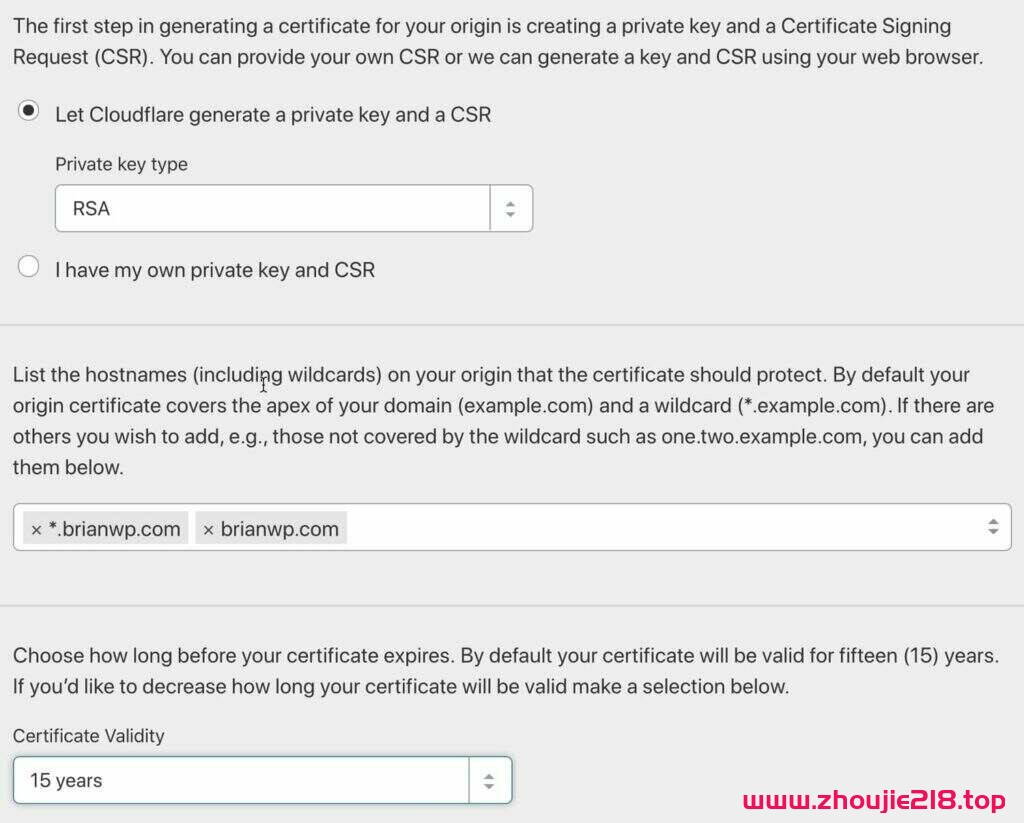 The first step in generating a certificate for your origin is creating a private key and a Certificate Signing
Request (CSR). You can provide your own CSR or we can generate a key and CSR using your web browser.
Let Cloudflare generate a private key and a CSR
Private key type
RSA
I have my own private key and CSR
List the hostnames (including wildcards) on your origin that the certificate should protect. By default your
origin certificate covers the apex of your domain (example.com) and a wildcard (*.example.com). If there are
others you wish to add, e.g., those not covered by the wildcard such as one.two.example.com, you can add
them below.
× *.brianwp.com × brianwp.com
Choose how long before your certificate expires. By default your certificate will be valid for fifteen (15) years.
If you’d like to decrease how long your certificate will be valid make a selection below.
Certificate Validity
15 years
www.zhoujie218.top